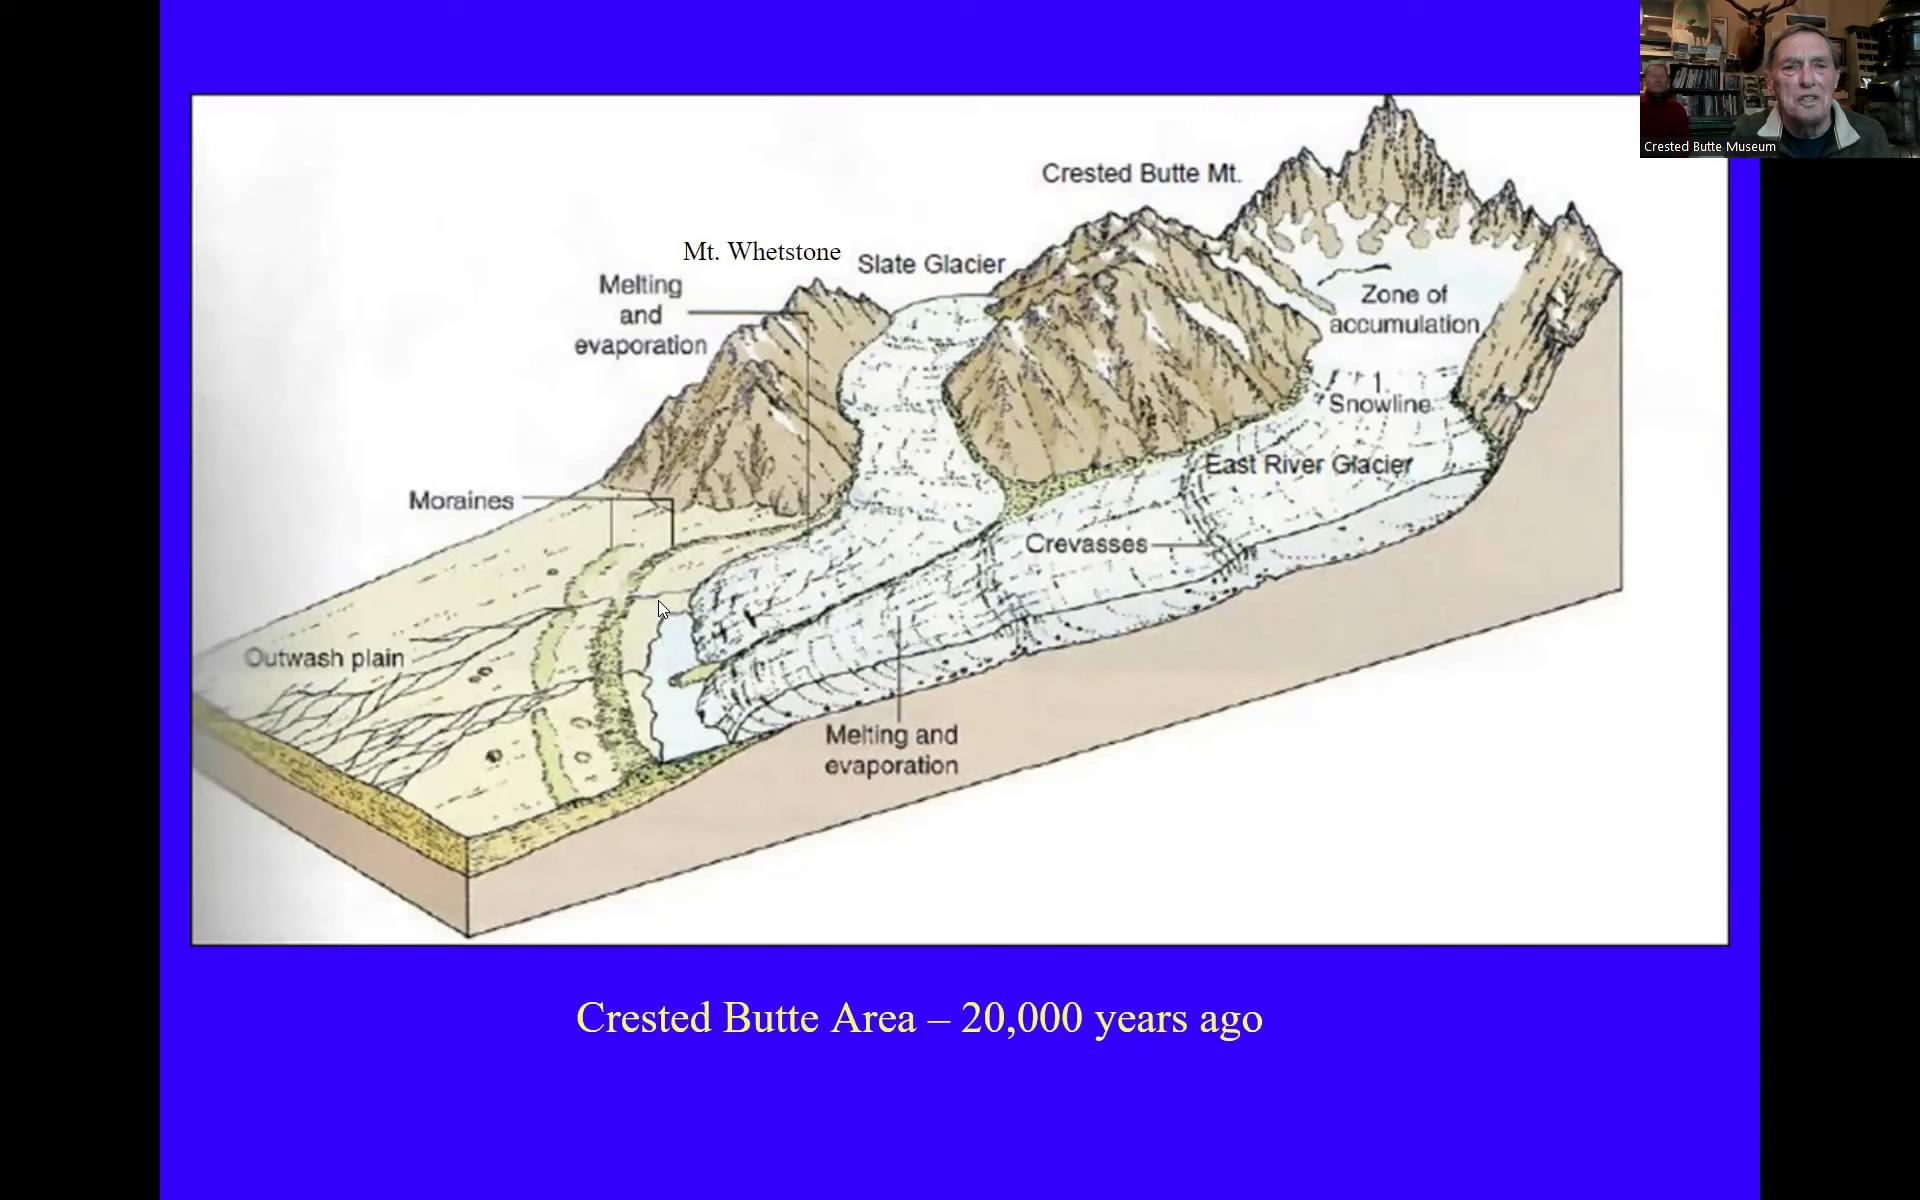 Crested Butte Museum
Crested Butte Mt.
Mt. Whetstone
Slate Glacier
Melting
and
evaporation
Zone of
accumulation
1.
Snowline
East River Glacier
Moraines
Crevasses
Outwash plain
Melting and
evaporation
Crested Butte Area – 20,000 years ago